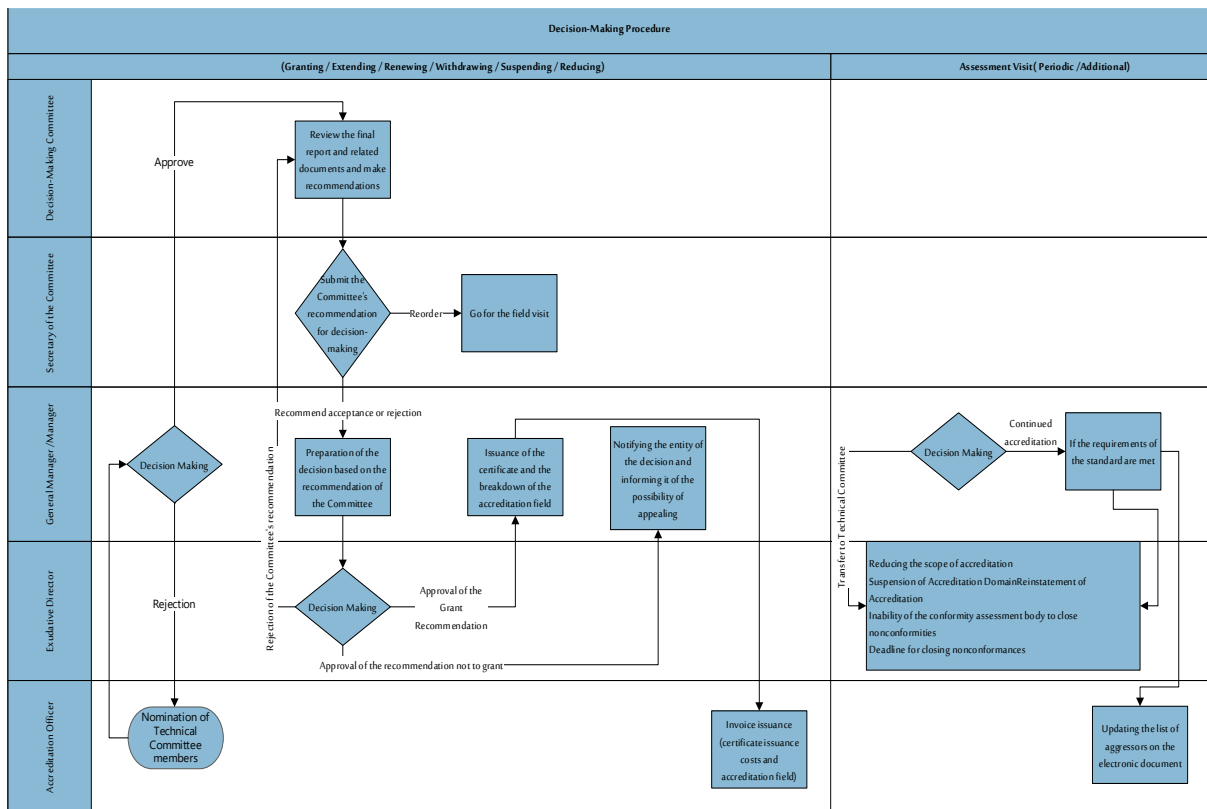 Decision-Making Procedure
(Granting / Extending / Renewing / Withdrawing / Suspending / Reducing)
Assessment Visit( Periodic /Additional)
Decision-Making Committee
Approve
Review the final
report and related
documents and make
recommendations
Secretary of the Committee
Submit the
Committee's
recommendation
for decision-
making
Reorder
Go for the field visit
General Manager /Manager
Decision Making
Rejection of the Committee's recommendation
Recommend acceptance or rejection
Preparation of the
decision based on the
recommendation of
the Committee
Issuance of the
certificate and the
breakdown of the
accreditation field
Notifying the entity of
the decision and
informing it of the
possibility of
appealing
Transfer to Technical Committee
Decision Making
Continued
accreditation
If the requirements of
the standard are met
Exudative Director
Rejection
Decision Making
Approval of the
Grant
Recommendation
Approval of the recommendation not to grant
Reducing the scope of accreditation
Suspension of Accreditation DomainReinstatement of
Accreditation
Inability of the conformity assessment body to close
nonconformities
Deadline for closing nonconformances
Accreditation Officer
Nomination of
Technical
Committee
members
Invoice issuance
(certificate issuance
costs and
accreditation field)
Updating the list of
aggressors on the
electronic document